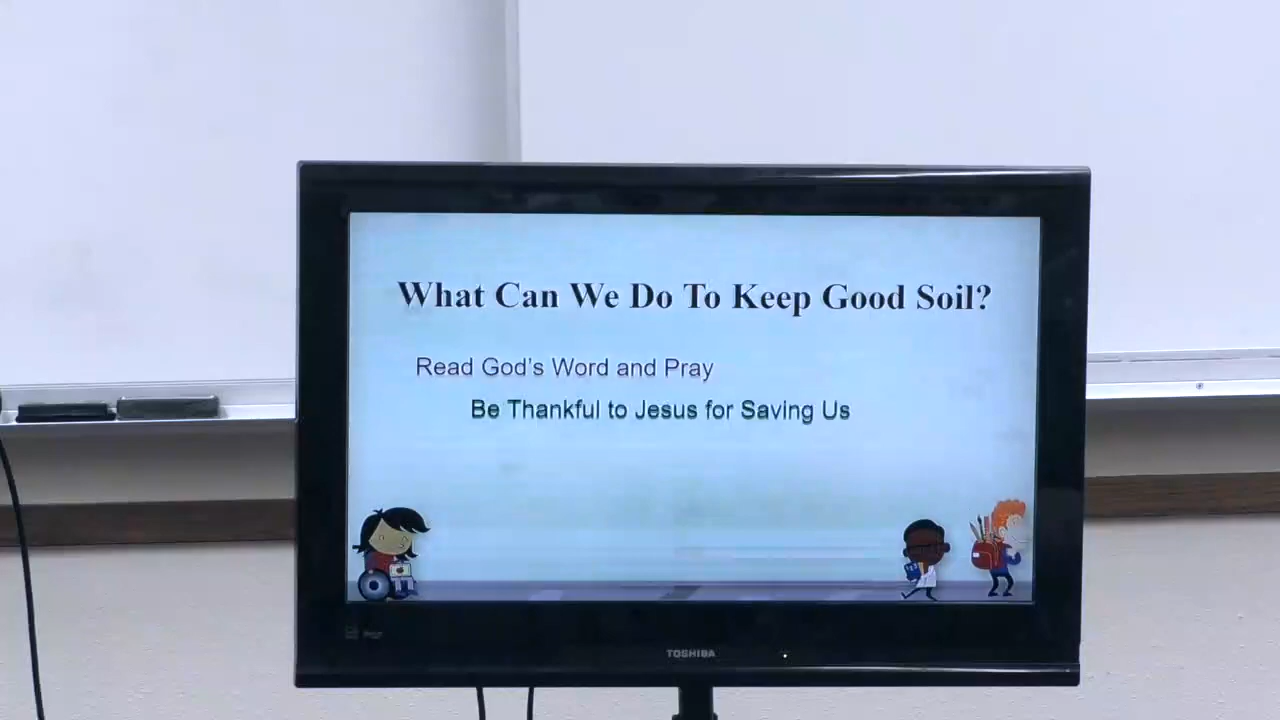 What Can We Do To Keep Good Soil?
Read God's Word and Pray
Be Thankful to Jesus for Saving Us
TOSHIBA